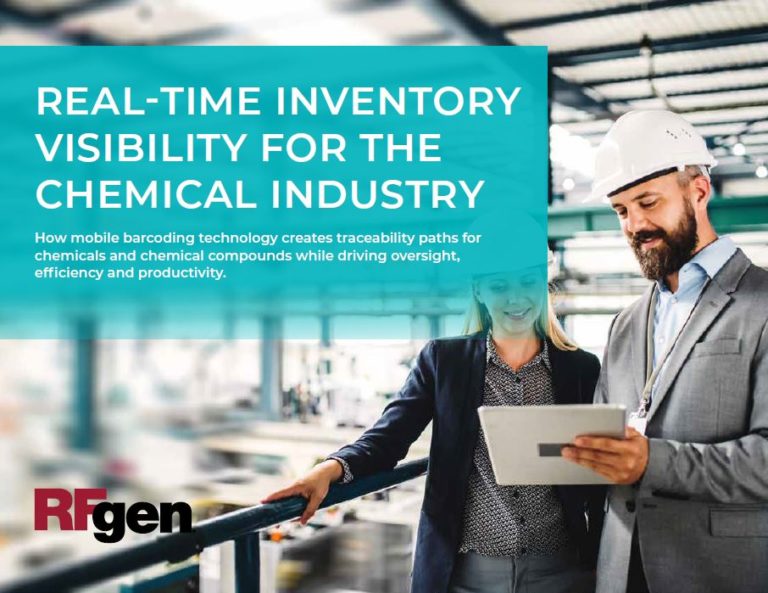 REAL-TIME INVENTORY
VISIBILITY FOR THE
CHEMICAL INDUSTRY
How mobile barcoding technology creates traceability paths for
chemicals and chemical compounds while driving oversight,
efficiency and productivity.
RFgen